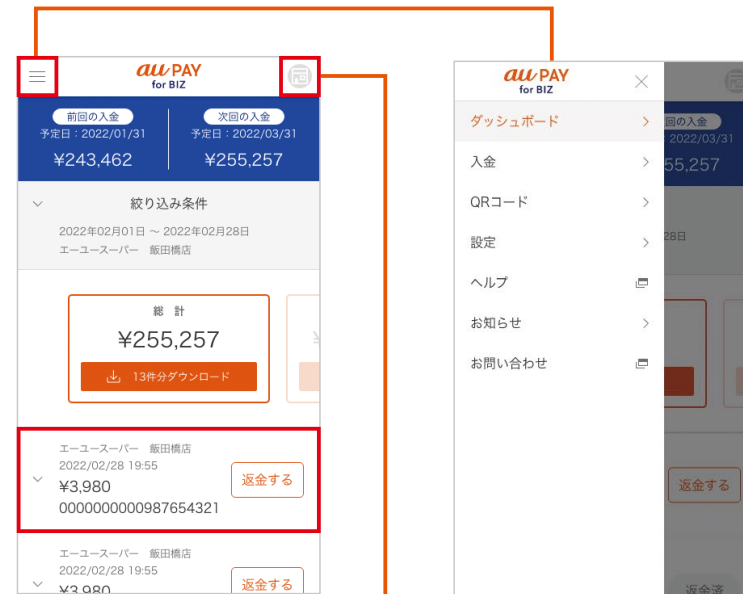 au PAY
for BIZ
前回の入金
予定日：2022/01/31
¥243,462
次回の入金
予定日：2022/03/31
¥255,257
絞り込み条件
2022年02月01日 ～ 2022年02月28日
エーユースーパー　飯田橋店
総 計
¥255,257
13件分ダウンロード
エーユースーパー　飯田橋店
2022/02/28 19:55
¥3,980
0000000000987654321
返金する
エーユースーパー　飯田橋店
2022/02/28 19:55
¥3,980
返金する
au PAY
for BIZ
ダッシュボード
入金
QRコード
設定
ヘルプ
お知らせ
お問い合わせ
回の入金
2022/03/31
55,257
28日
返金する
返金済